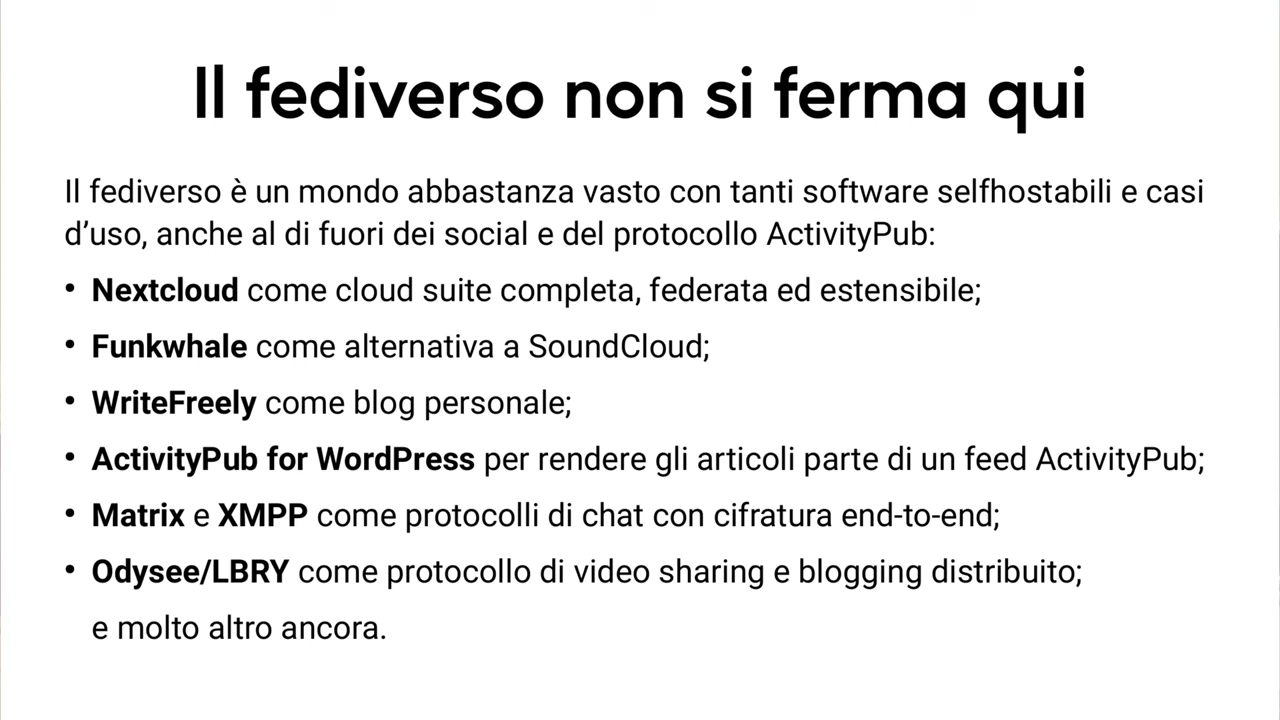 Il fediverso non si ferma qui
Il fediverso è un mondo abbastanza vasto con tanti software selfhostabili e casi
d’uso, anche al di fuori dei social e del protocollo ActivityPub:
• Nextcloud come cloud suite completa, federata ed estensibile;
• Funkwhale come alternativa a SoundCloud;
• WriteFreely come blog personale;
• ActivityPub for WordPress per rendere gli articoli parte di un feed ActivityPub;
• Matrix e XMPP come protocolli di chat con cifratura end-to-end;
• Odysee/LBRY come protocollo di video sharing e blogging distribuito;
e molto altro ancora.